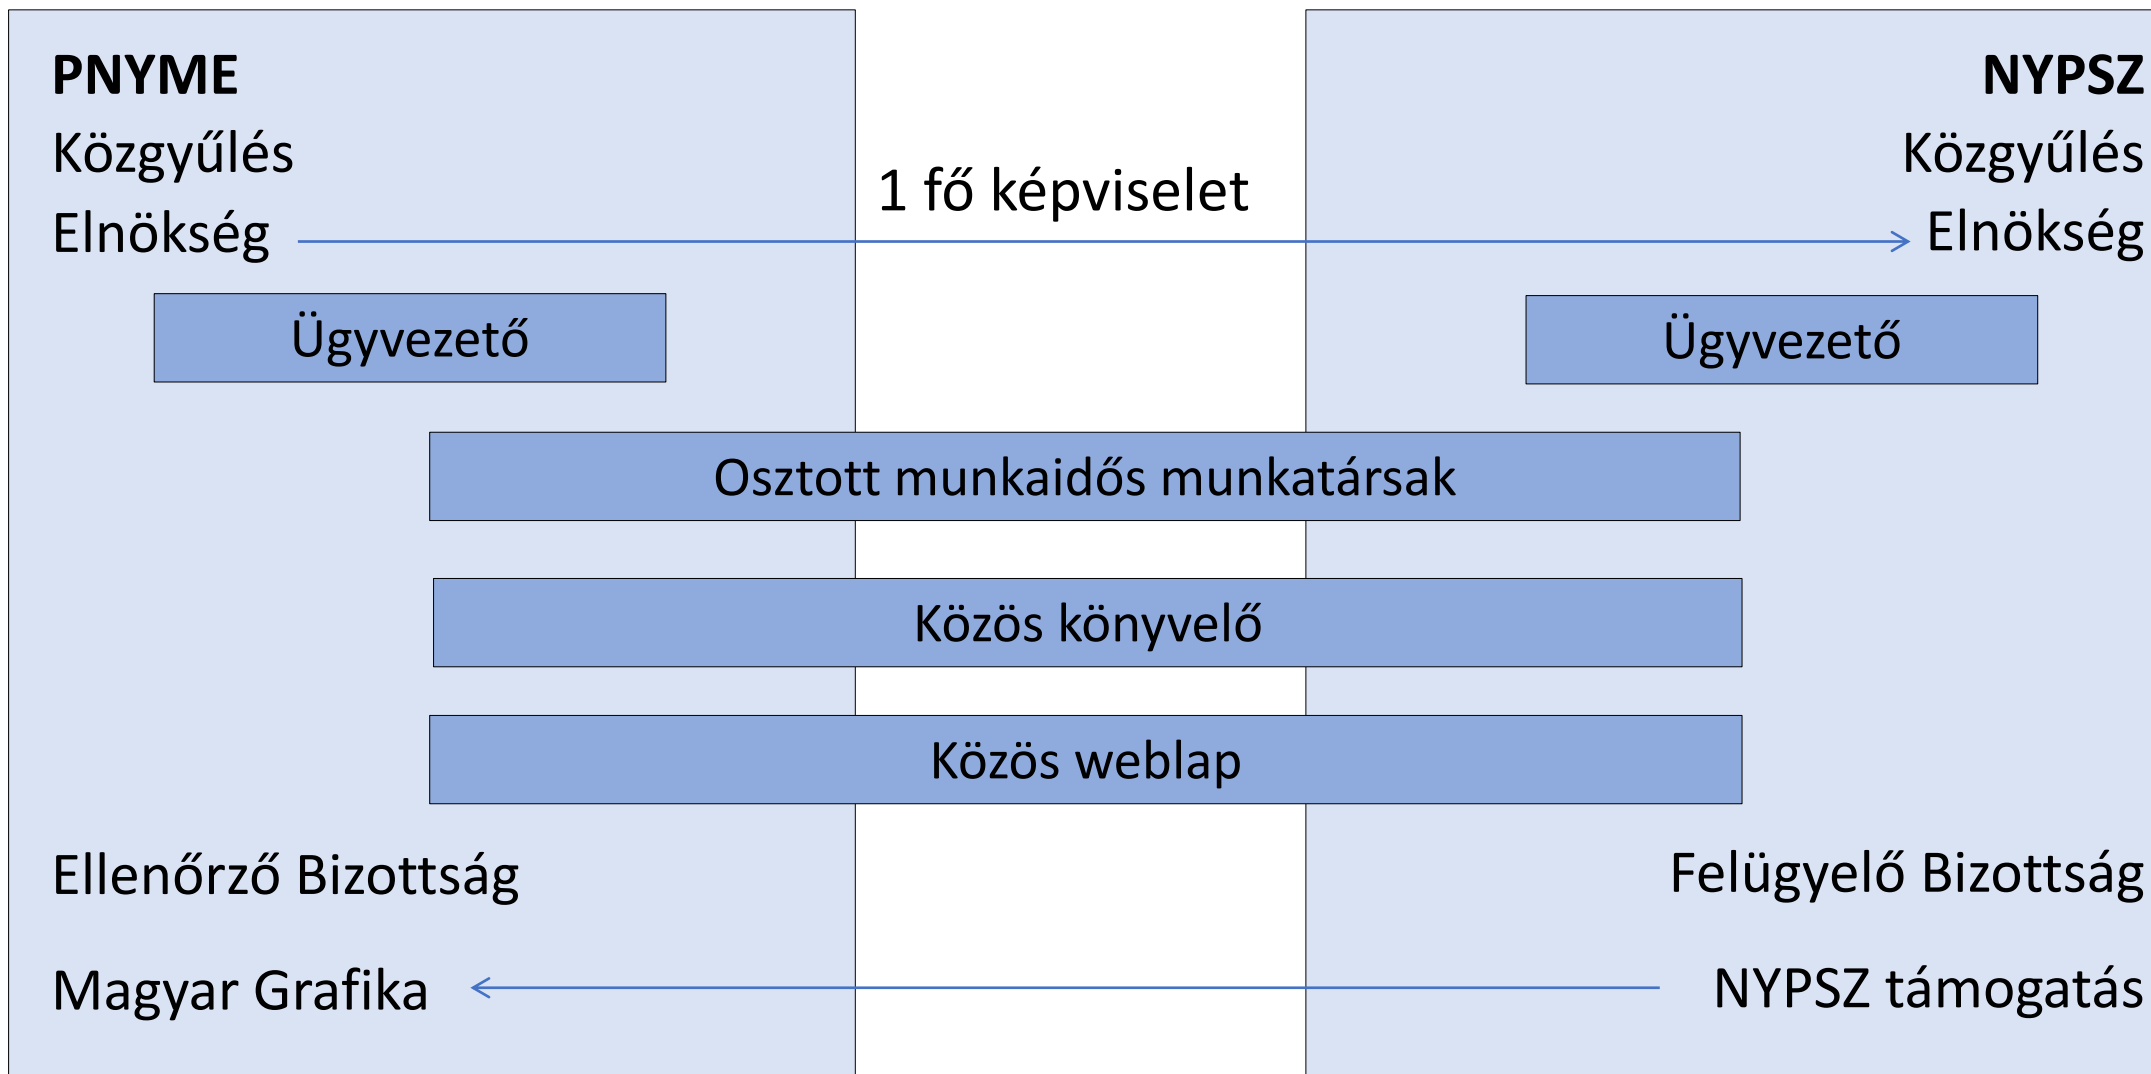 PNYME
Közgyűlés
Elnökség
1 fő képviselet
NYPSZ
Közgyűlés
Elnökség
Ügyvezető
Ügyvezető
Osztott munkaidős munkatársak
Közös könyvelő
Közös weblap
Ellenőrző Bizottság
Felügyelő Bizottság
Magyar Grafika
NYPSZ támogatás